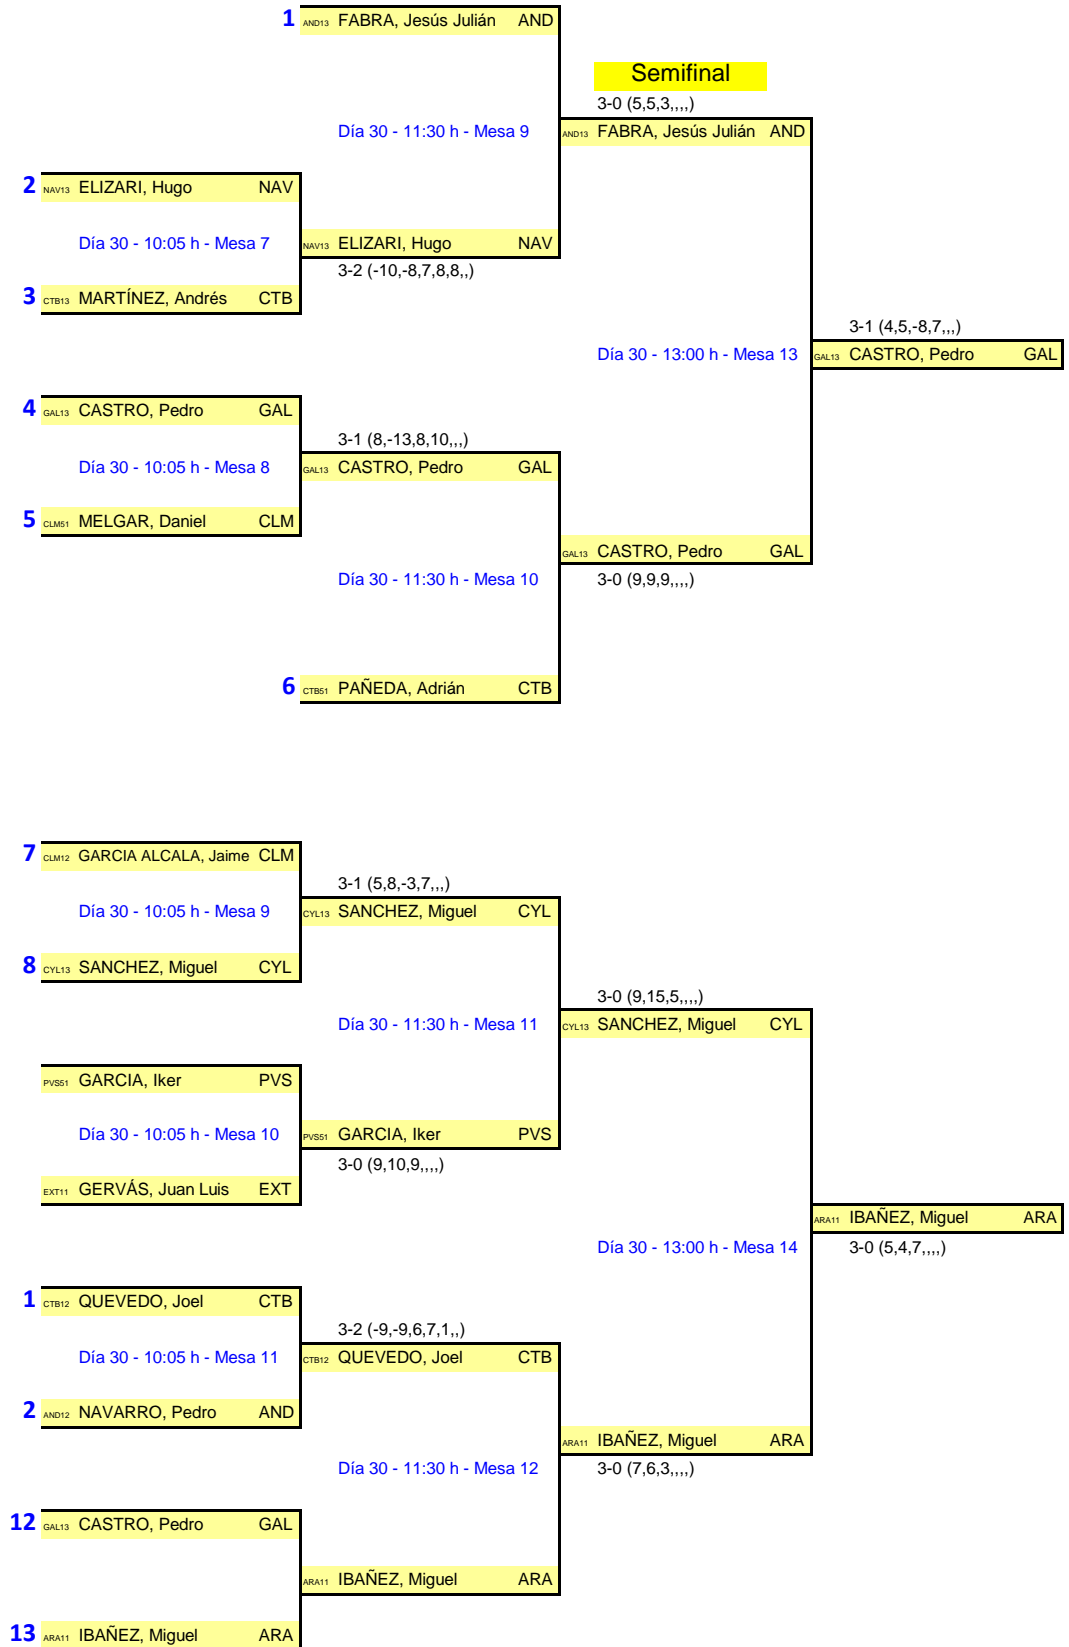 1 AND13 FABRA, Jesús Julián AND
Semifinal
3-0 (5,5,3,,,,)
Día 30 - 11:30 h - Mesa 9
AND13 FABRA, Jesús Julián AND
2 NAV13 ELIZARI, Hugo NAV
Día 30 - 10:05 h - Mesa 7
NAV13 ELIZARI, Hugo NAV
3-2 (-10,-8,7,8,8,,)
3 CTB13 MARTÍNEZ, Andrés CTB
3-1 (4,5,-8,7,,,)
Día 30 - 13:00 h - Mesa 13
GAL13 CASTRO, Pedro GAL
4 GAL13 CASTRO, Pedro GAL
3-1 (8,-13,8,10,,,)
Día 30 - 10:05 h - Mesa 8
GAL13 CASTRO, Pedro GAL
5 CLM51 MELGAR, Daniel CLM
GAL13 CASTRO, Pedro GAL
Día 30 - 11:30 h - Mesa 10
3-0 (9,9,9,,,,)
6 CTB51 PAÑEDA, Adrián CTB
7 CLM12 GARCIA ALCALA, Jaime CLM
3-1 (5,8,-3,7,,,)
Día 30 - 10:05 h - Mesa 9
CYL13 SANCHEZ, Miguel CYL
8 CYL13 SANCHEZ, Miguel CYL
3-0 (9,15,5,,,,)
Día 30 - 11:30 h - Mesa 11
CYL13 SANCHEZ, Miguel CYL
PVS51 GARCIA, Iker PVS
Día 30 - 10:05 h - Mesa 10
PVS51 GARCIA, Iker PVS
3-0 (9,10,9,,,,)
EXT11 GERVÁS, Juan Luis EXT
ARA11 IBAÑEZ, Miguel ARA
Día 30 - 13:00 h - Mesa 14
3-0 (5,4,7,,,,)
1 CTB12 QUEVEDO, Joel CTB
3-2 (-9,-9,6,7,1,,)
Día 30 - 10:05 h - Mesa 11
CTB12 QUEVEDO, Joel CTB
2 AND12 NAVARRO, Pedro AND
ARA11 IBAÑEZ, Miguel ARA
Día 30 - 11:30 h - Mesa 12
3-0 (7,6,3,,,,)
12 GAL13 CASTRO, Pedro GAL
ARA11 IBAÑEZ, Miguel ARA
13 ARA11 IBAÑEZ, Miguel ARA